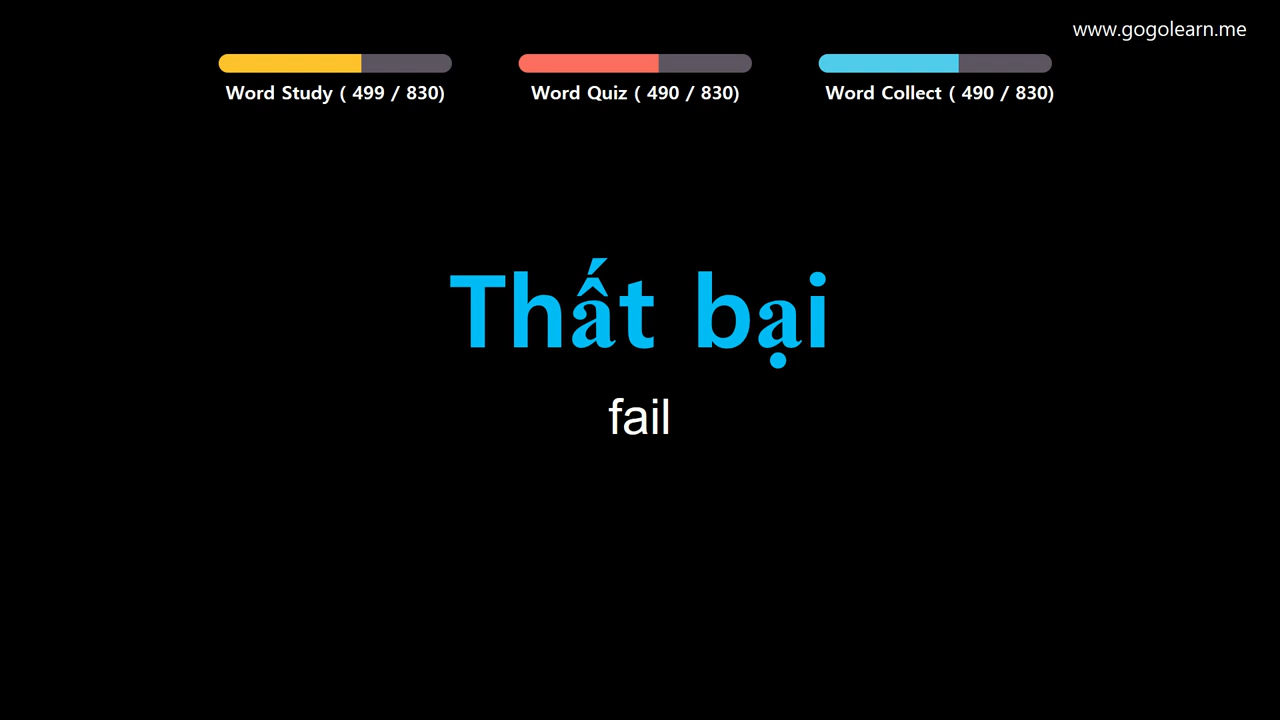 www.gogolearn.me
Word Study ( 499 / 830)
Word Quiz ( 490 / 830)
Word Collect ( 490 / 830)
Thất bại
fail